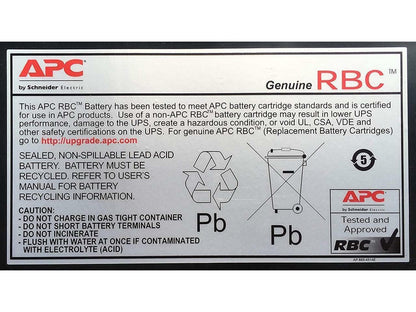 APC
by Schneider Electric
Genuine RBC™
This APC RBC™ Battery has been tested to meet APC battery cartridge standards and is certified
for use in APC products. Use of a non-APC RBC™ battery cartridge may result in lower UPS
performance, damage to the UPS, create a hazardous condition, or void UL, CSA, VDE and
other safety certifications on the UPS. For genuine APC RBC™ (Replacement Battery Cartridges)
go to http://upgrade.apc.com
SEALED, NON-SPILLABLE LEAD ACID
BATTERY. BATTERY MUST BE
RECYCLED. REFER TO USER'S
MANUAL FOR BATTERY
RECYCLING INFORMATION.
CAUTION:
- DO NOT CHARGE IN GAS TIGHT CONTAINER
- DO NOT SHORT BATTERY TERMINALS
- DO NOT INCINERATE
- FLUSH WITH WATER AT ONCE IF CONTACTED
WITH ELECTROLYTE (ACID)
Pb
Pb
5
APC
by Schneider Electric
Tested and
Approved
RBC